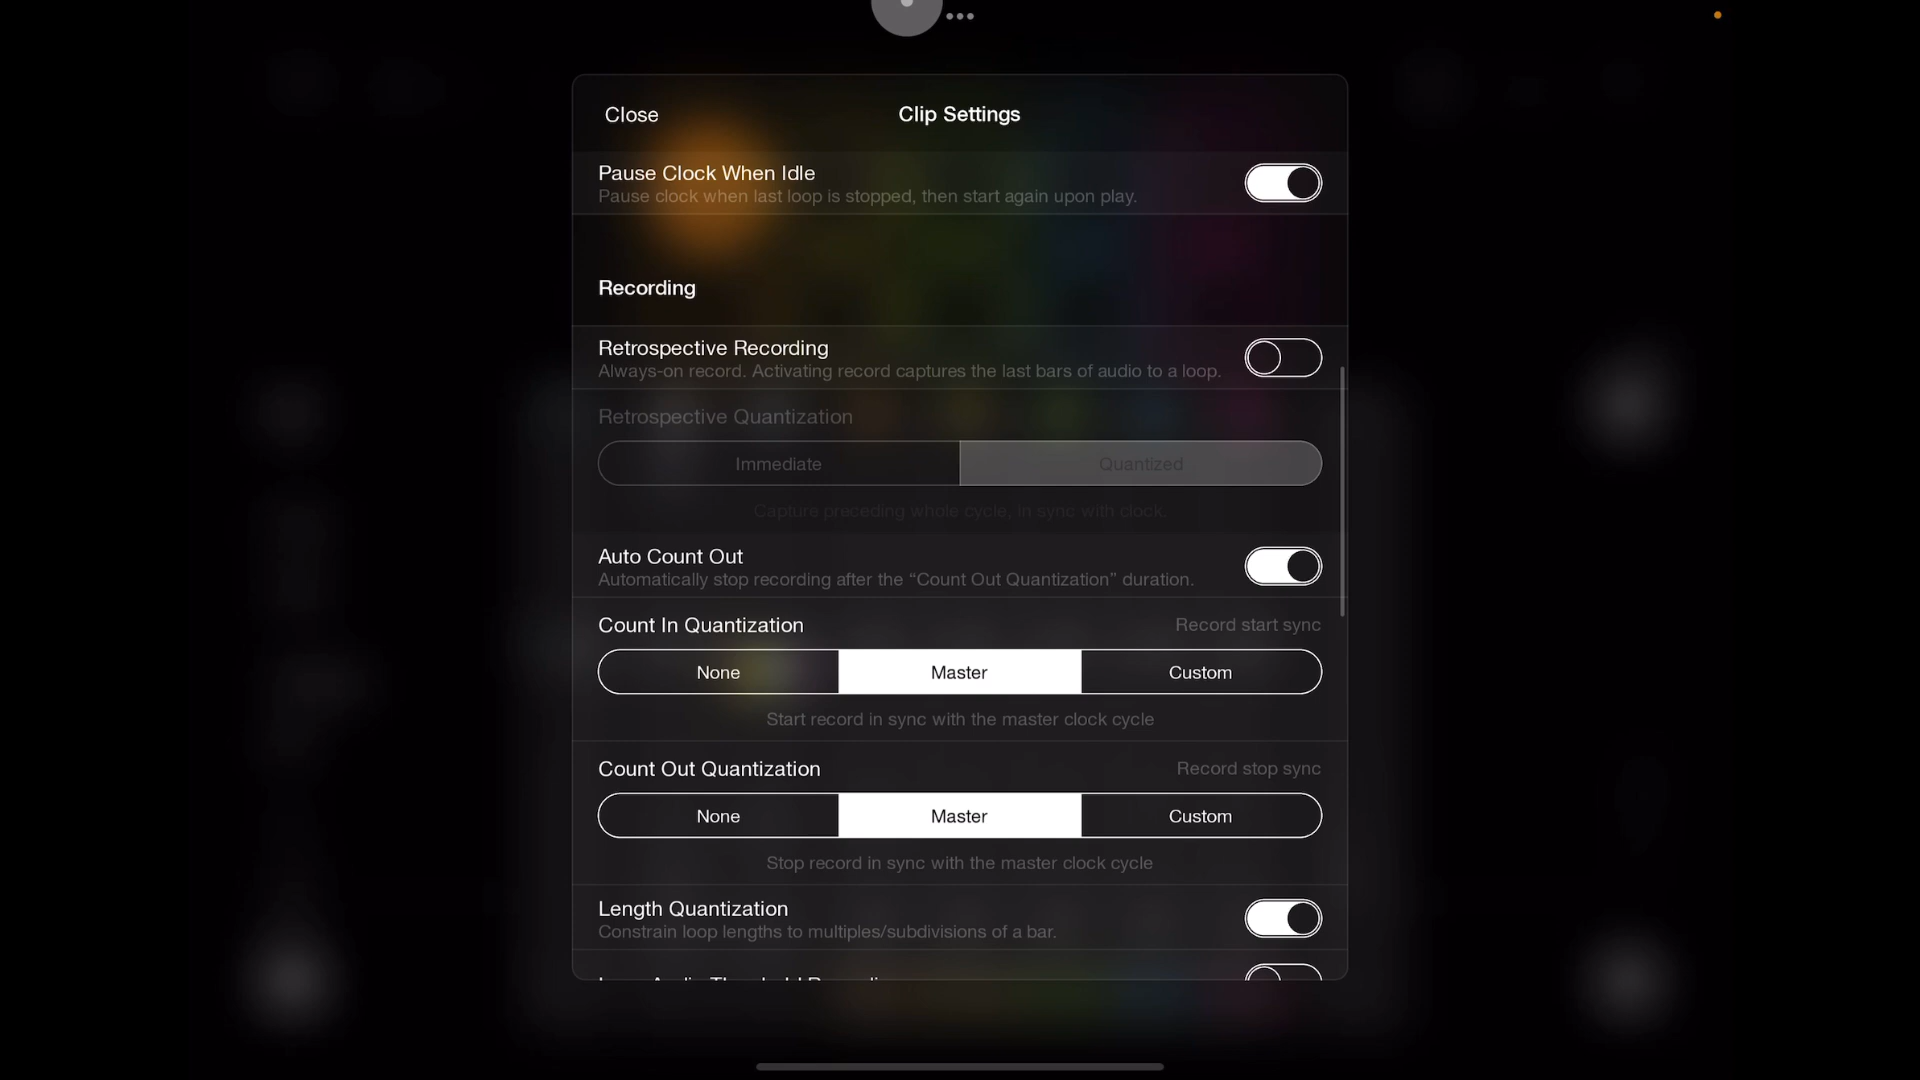 Close
Clip Settings
Pause Clock When Idle
Pause clock when last loop is stopped, then start again upon play.
Recording
Retrospective Recording
Always-on record. Activating record captures the last bars of audio to a loop.
Retrospective Quantization
Immediate
Quantized
Capture preceding whole cycle, in sync with clock.
Auto Count Out
Automatically stop recording after the “Count Out Quantization” duration.
Count In Quantization
Record start sync
None
Master
Custom
Start record in sync with the master clock cycle
Count Out Quantization
Record stop sync
None
Master
Custom
Stop record in sync with the master clock cycle
Length Quantization
Constrain loop lengths to multiples/subdivisions of a bar.